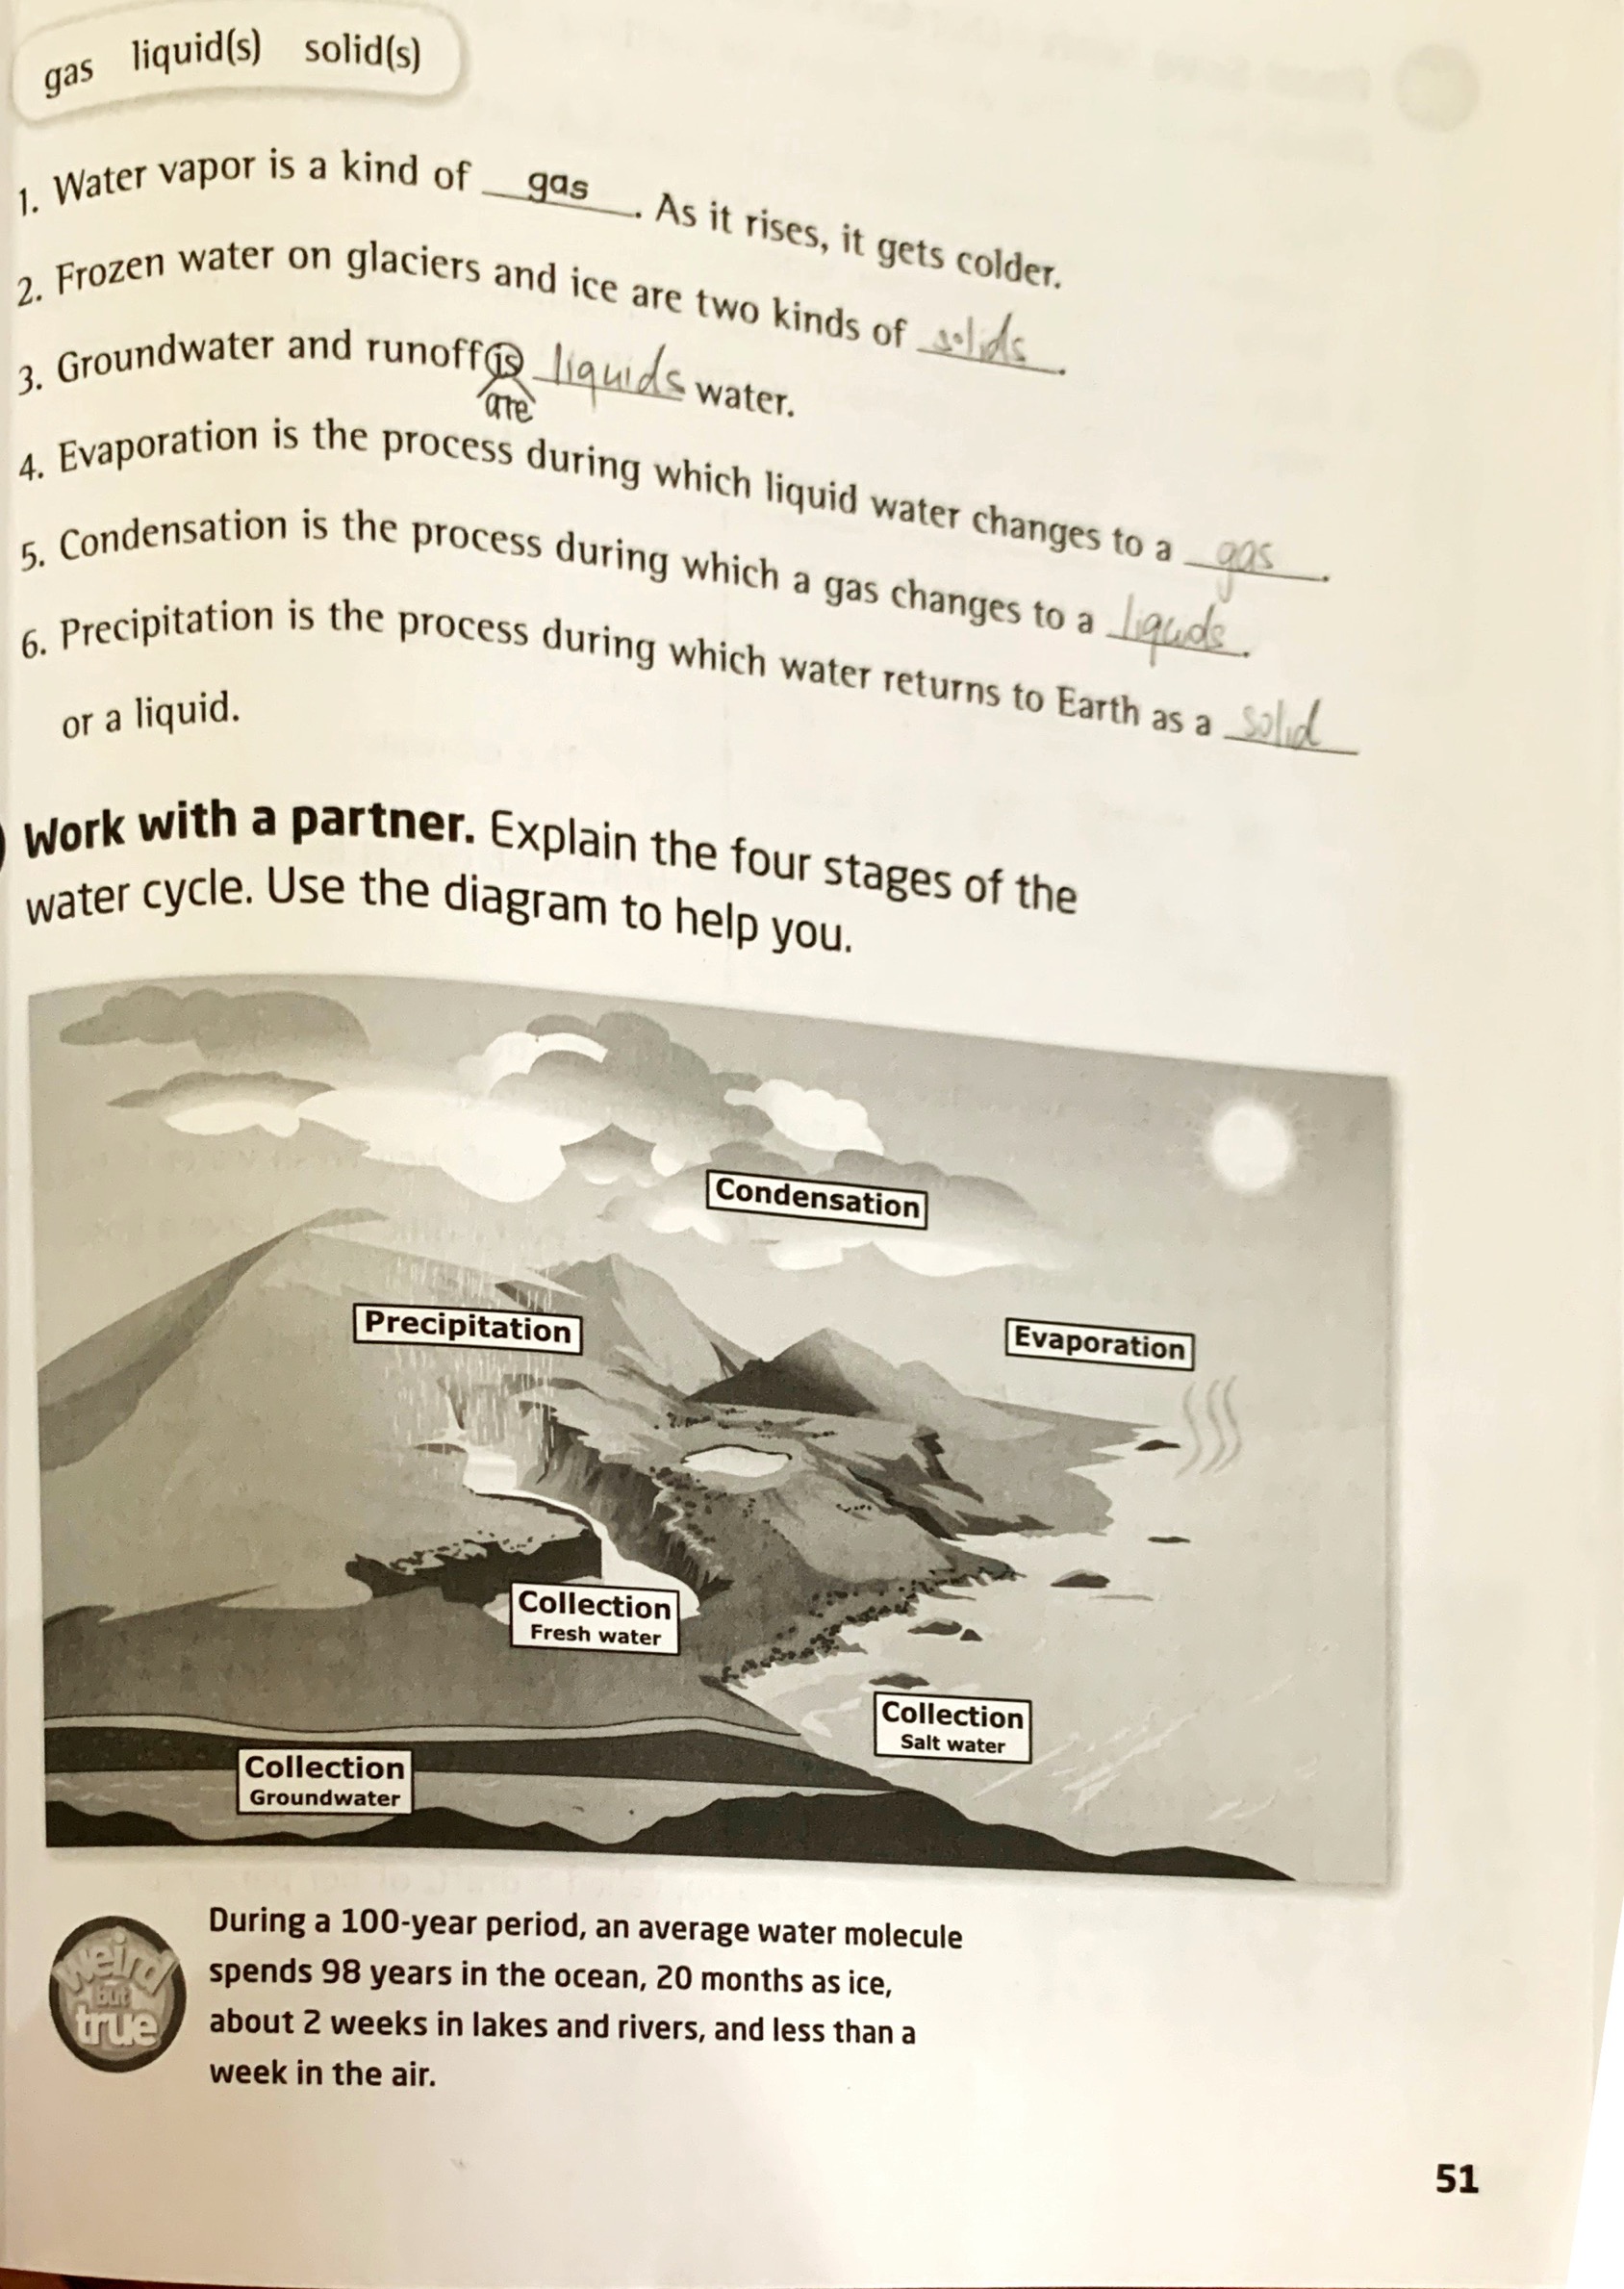 gas liquid(s) solid(s)
1. Water vapor is a kind of gas. As it rises, it gets colder.
2. Frozen water on glaciers and ice are two kinds of solids.
3. Groundwater and runoff is liquids water.
are
4. Evaporation is the process during which liquid water changes to a gas.
5. Condensation is the process during which a gas changes to a liquds.
6. Precipitation is the process during which water returns to Earth as a solid
or a liquid.
Work with a partner. Explain the four stages of the
water cycle. Use the diagram to help you.
Condensation
Precipitation
Evaporation
Collection
Fresh water
Collection
Salt water
Collection
Groundwater
weird
but
true
During a 100-year period, an average water molecule
spends 98 years in the ocean, 20 months as ice,
about 2 weeks in lakes and rivers, and less than a
week in the air.
51